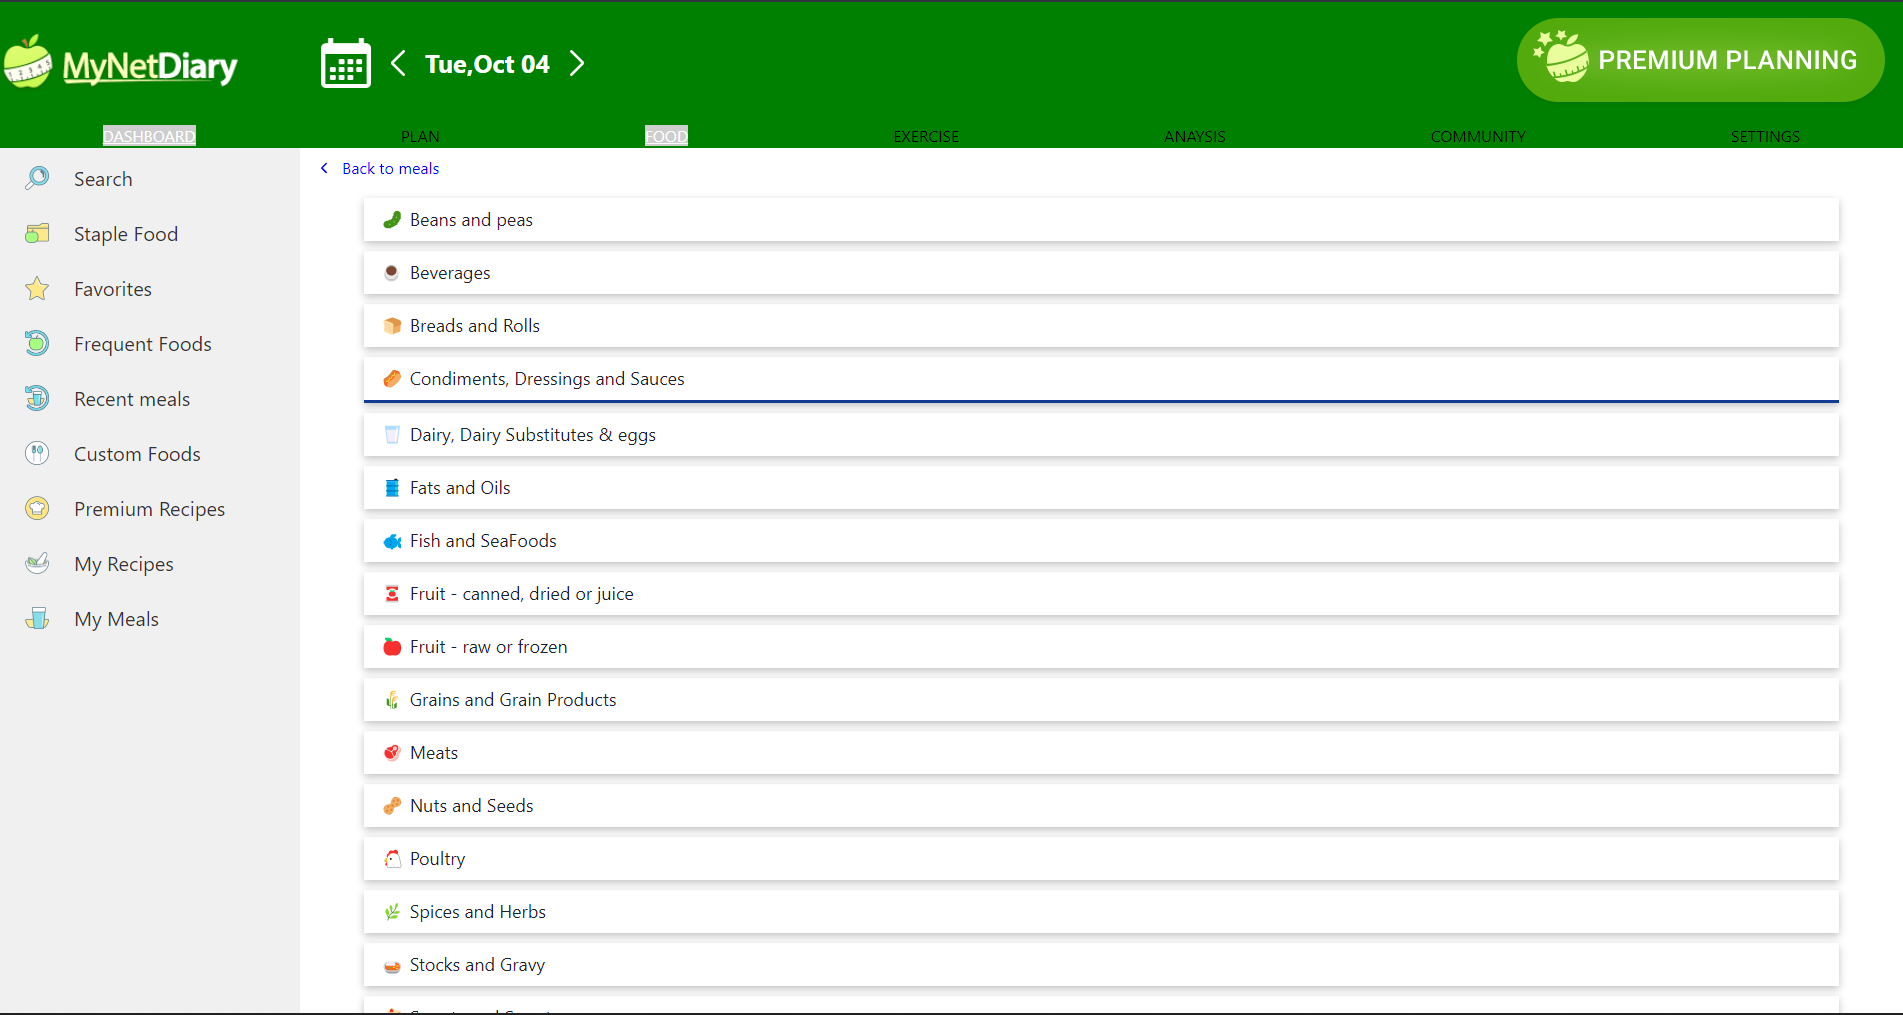 MyNetDiary
Tue,Oct 04
PREMIUM PLANNING
DASHBOARD
PLAN
FOOD
EXERCISE
ANAYSIS
COMMUNITY
SETTINGS
Search
Staple Food
Favorites
Frequent Foods
Recent meals
Custom Foods
Premium Recipes
My Recipes
My Meals
Back to meals
Beans and peas
Beverages
Breads and Rolls
Condiments, Dressings and Sauces
Dairy, Dairy Substitutes & eggs
Fats and Oils
Fish and SeaFoods
Fruit - canned, dried or juice
Fruit - raw or frozen
Grains and Grain Products
Meats
Nuts and Seeds
Poultry
Spices and Herbs
Stocks and Gravy